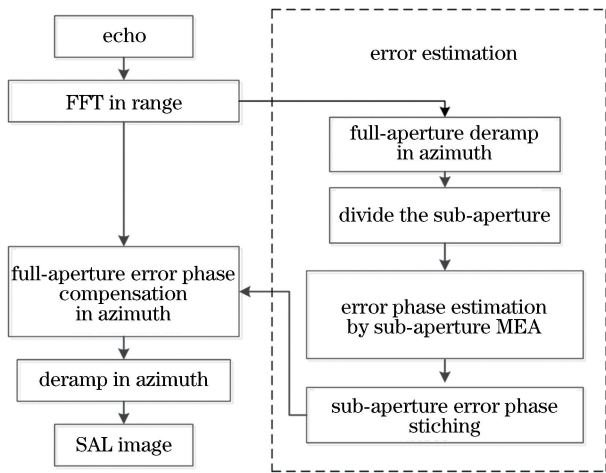 echo
FFT in range
full-aperture error phase
compensation
in azimuth
deramp in azimuth
SAL image
error estimation
full-aperture deramp
in azimuth
divide the sub-aperture
error phase estimation
by sub-aperture MEA
sub-aperture error phase
stiching